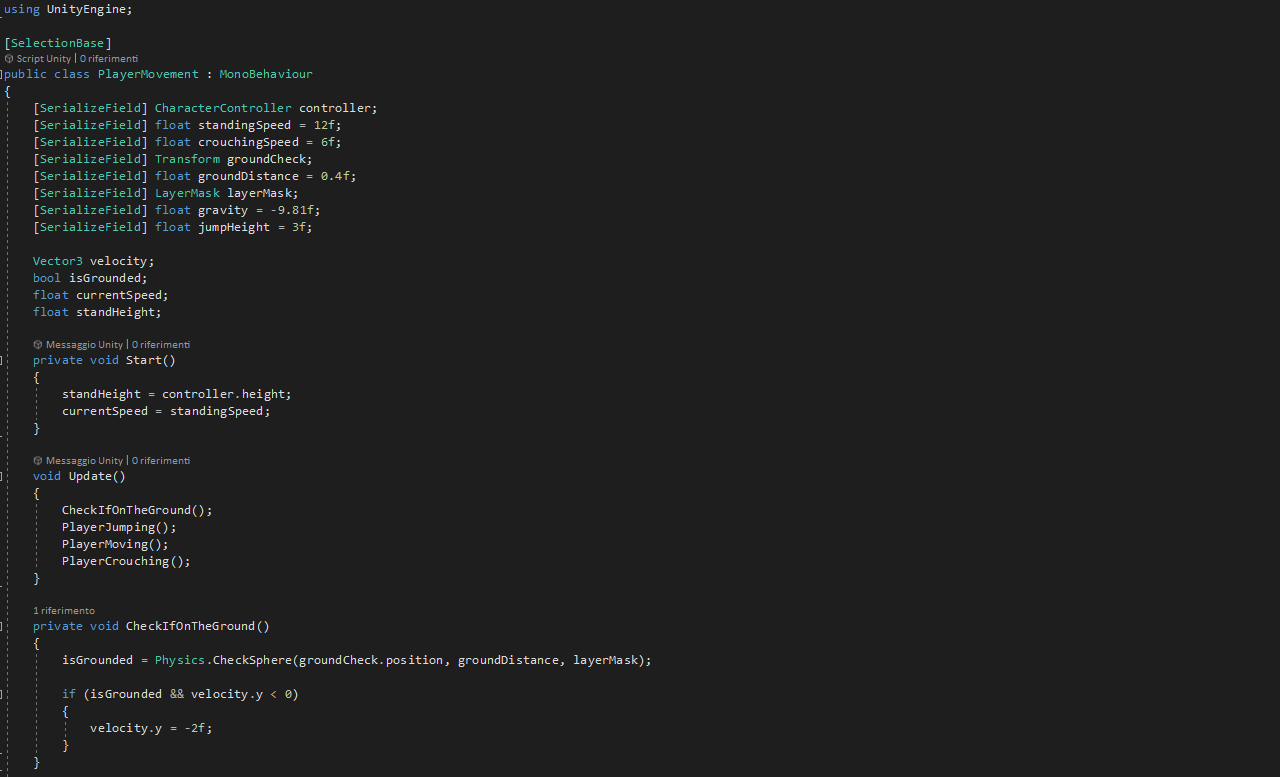 using UnityEngine;
[SelectionBase]
Script Unity | 0 riferimenti
public class PlayerMovement : MonoBehaviour
{
[SerializeField] CharacterController controller;
[SerializeField] float standingSpeed = 12f;
[SerializeField] float crouchingSpeed = 6f;
[SerializeField] Transform groundCheck;
[SerializeField] float groundDistance = 0.4f;
[SerializeField] LayerMask layerMask;
[SerializeField] float gravity = -9.81f;
[SerializeField] float jumpHeight = 3f;
Vector3 velocity;
bool isGrounded;
float currentSpeed;
float standHeight;
Messaggio Unity | 0 riferimenti
private void Start()
{
standHeight = controller.height;
currentSpeed = standingSpeed;
}
Messaggio Unity | 0 riferimenti
void Update()
{
CheckIfOnTheGround();
PlayerJumping();
PlayerMoving();
PlayerCrouching();
}
1 riferimento
private void CheckIfOnTheGround()
{
isGrounded = Physics.CheckSphere(groundCheck.position, groundDistance, layerMask);
if (isGrounded && velocity.y < 0)
{
velocity.y = -2f;
}
}